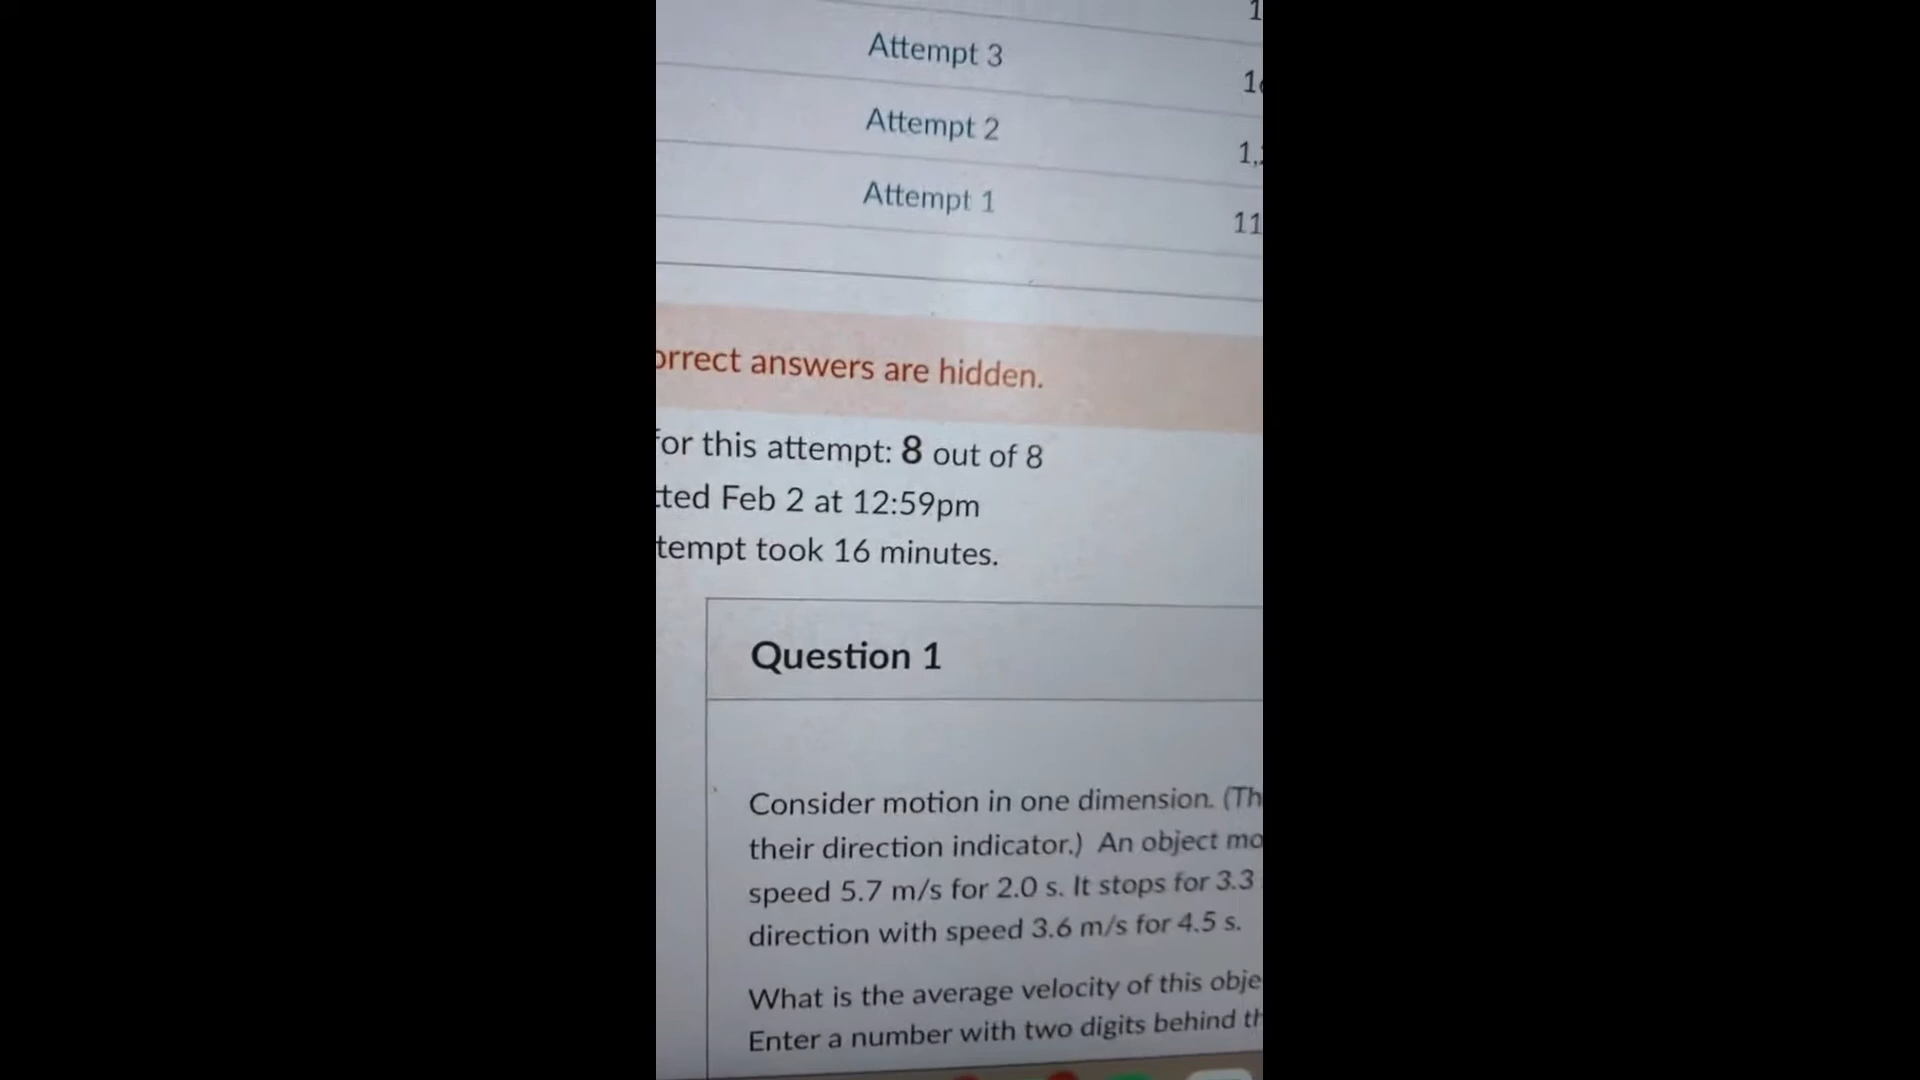 Attempt 3
Attempt 2
Attempt 1
11
orrect answers are hidden.
for this attempt: 8 out of 8
tted Feb 2 at 12:59pm
tempt took 16 minutes.
Question 1
Consider motion in one dimension. (Th
their direction indicator.) An object mo
speed 5.7 m/s for 2.0 s. It stops for 3.3
direction with speed 3.6 m/s for 4.5 s.
What is the average velocity of this obje
Enter a number with two digits behind th